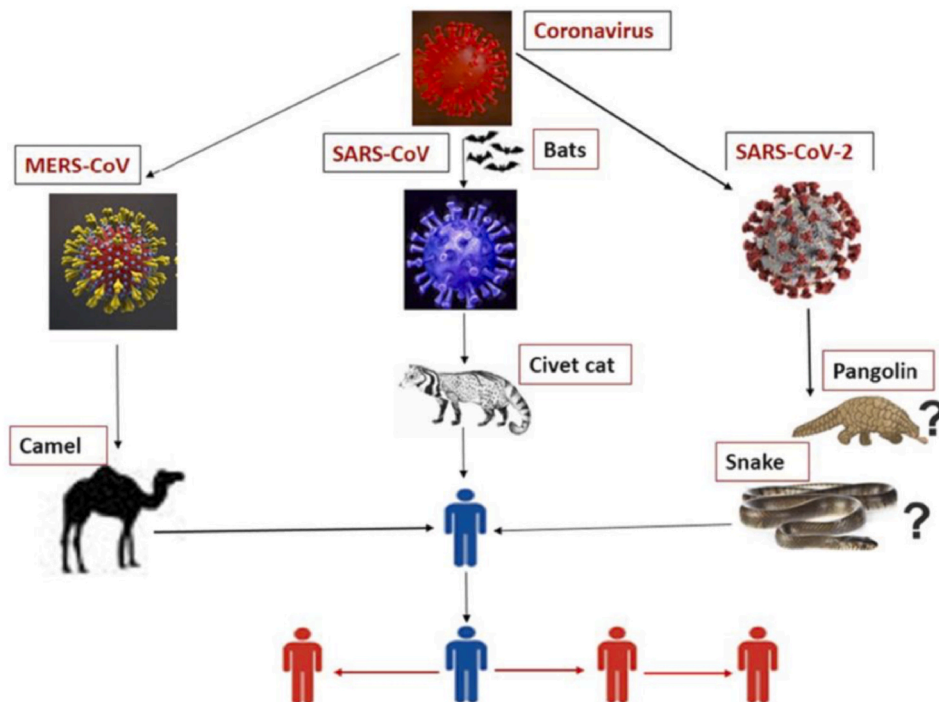 Coronavirus
MERS-CoV
SARS-CoV
Bats
SARS-CoV-2
Civet cat
Pangolin
?
Camel
Snake
?